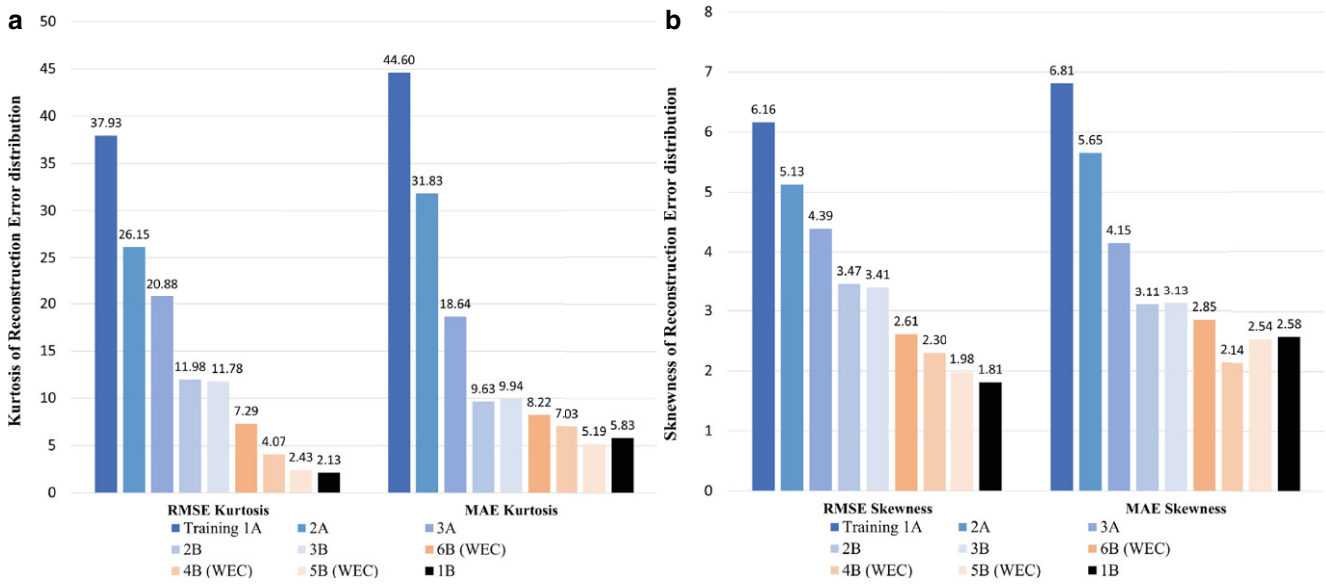 a
Kurtosis of Reconstruction Error distribution
50
45
40
35
30
25
20
15
10
5
0
37.93
26.15
20.88
11.98
11.78
7.29
4.07
2.43
2.13
44.60
31.83
18.64
9.63
9.94
8.22
7.03
5.19
5.83
RMSE Kurtosis
MAE Kurtosis
Training 1A
2A
3A
2B
3B
6B (WEC)
4B (WEC)
5B (WEC)
1B
b
Sknewness of Reconstruction Error distribution
8
7
6
5
4
3
2
1
0
6.16
5.13
4.39
3.47
3.41
2.61
2.30
1.98
1.81
6.81
5.65
4.15
3.11
3.13
2.85
2.14
2.54
2.58
RMSE Skewness
MAE Skewness
Training 1A
2A
3A
2B
3B
6B (WEC)
4B (WEC)
5B (WEC)
1B